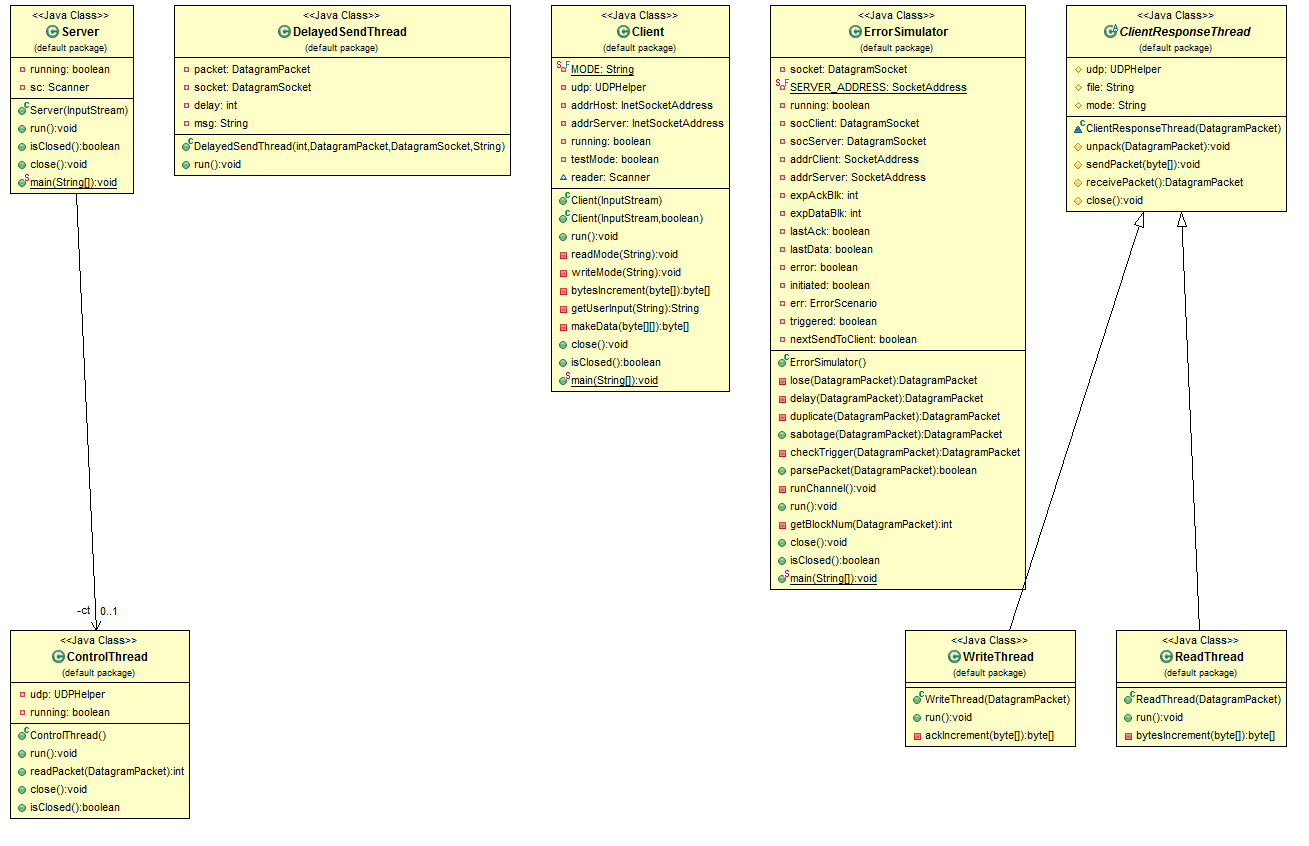 <<Java Class>>
Server
(default package)
running: boolean
sc: Scanner
Server(InputStream)
run():void
isClosed():boolean
close():void
main(String[]):void
<<Java Class>>
DelayedSendThread
(default package)
packet: DatagramPacket
socket: DatagramSocket
delay: int
msg: String
DelayedSendThread(int,DatagramPacket,DatagramSocket,String)
run():void
<<Java Class>>
Client
(default package)
MODE: String
udp: UDPHelper
addrHost: InetSocketAddress
addrServer: InetSocketAddress
running: boolean
testMode: boolean
reader: Scanner
Client(InputStream)
Client(InputStream,boolean)
run():void
readMode(String):void
writeMode(String):void
bytesIncrement(byte[]):byte[]
getUserInput(String):String
makeData(byte[][]):byte[]
close():void
isClosed():boolean
main(String[]):void
<<Java Class>>
ErrorSimulator
(default package)
socket: DatagramSocket
SERVER_ADDRESS: SocketAddress
running: boolean
socClient: DatagramSocket
socServer: DatagramSocket
addrClient: SocketAddress
addrServer: SocketAddress
expAckBlk: int
expDataBlk: int
lastAck: boolean
lastData: boolean
error: boolean
initiated: boolean
err: ErrorScenario
triggered: boolean
nextSendToClient: boolean
ErrorSimulator()
lose(DatagramPacket):DatagramPacket
delay(DatagramPacket):DatagramPacket
duplicate(DatagramPacket):DatagramPacket
sabotage(DatagramPacket):DatagramPacket
checkTrigger(DatagramPacket):DatagramPacket
parsePacket(DatagramPacket):boolean
runChannel():void
run():void
getBlockNum(DatagramPacket):int
close():void
isClosed():boolean
main(String[]):void
<<Java Class>>
ClientResponseThread
(default package)
udp: UDPHelper
file: String
mode: String
ClientResponseThread(DatagramPacket)
unpack(DatagramPacket):void
sendPacket(byte[]):void
receivePacket():DatagramPacket
close():void
-ct 0..1
<<Java Class>>
ControlThread
(default package)
udp: UDPHelper
running: boolean
ControlThread()
run():void
readPacket(DatagramPacket):int
close():void
isClosed():boolean
<<Java Class>>
WriteThread
(default package)
WriteThread(DatagramPacket)
run():void
ackIncrement(byte[]):byte[]
<<Java Class>>
ReadThread
(default package)
ReadThread(DatagramPacket)
run():void
bytesIncrement(byte[]):byte[]